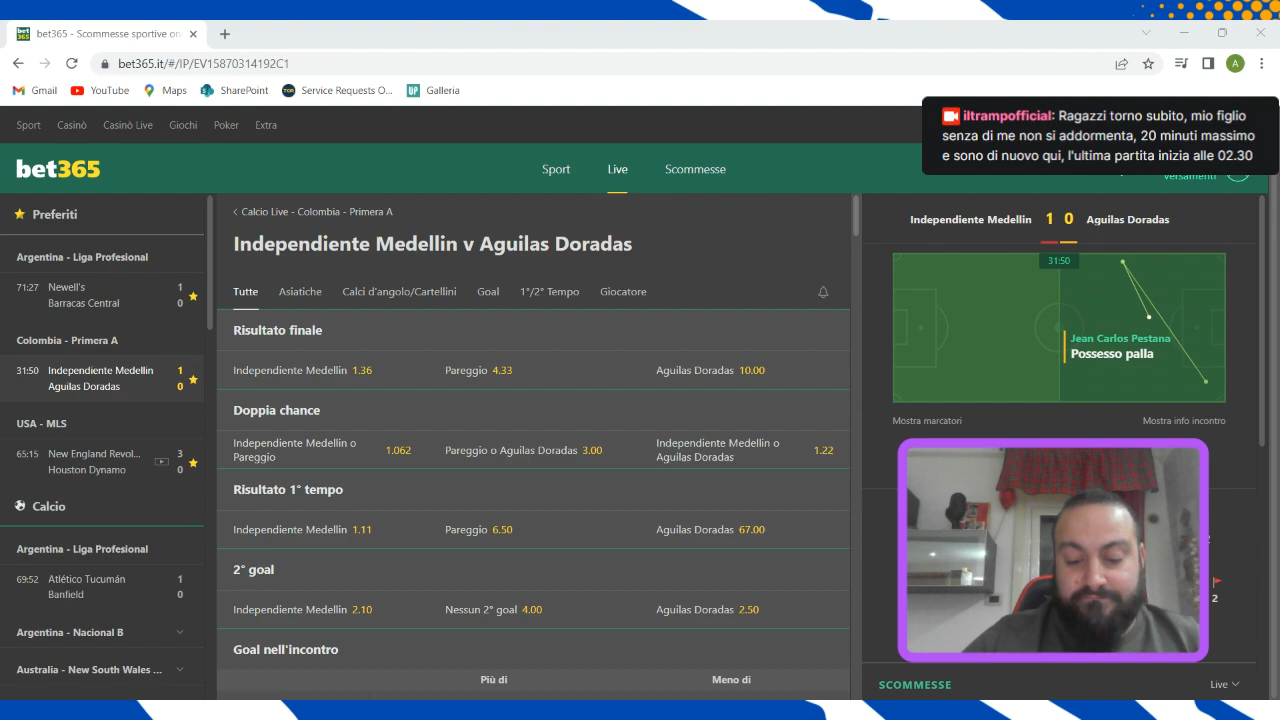 bet365 - Scommesse sportive on
bet365.it/#/IP/EV15870314192C1
A
Gmail
YouTube
Maps
SharePoint
Service Requests O...
UP Galleria
iltrampofficial: Ragazzi torno subito, mio figlio
senza di me non si addormenta, 20 minuti massimo
e sono di nuovo qui, l'ultima partita inizia alle 02.30
Sport Casinò Casinò Live Giochi Poker Extra
bet365
Sport Live Scommesse
Versamenti
Preferiti
Argentina - Liga Profesional
71:27 Newell's 1
Barracas Central 0
Colombia - Primera A
31:50 Independiente Medellin 1
Aguilas Doradas 0
USA - MLS
65:15 New England Revol... 3
Houston Dynamo 0
Calcio
Argentina - Liga Profesional
69:52 Atlético Tucumán 1
Banfield 0
Argentina - Nacional B
Australia - New South Wales ...
Calcio Live - Colombia - Primera A
Independiente Medellin v Aguilas Doradas
Tutte Asiatiche Calci d'angolo/Cartellini Goal 1°/2° Tempo Giocatore
Risultato finale
Independiente Medellin 1.36 Pareggio 4.33 Aguilas Doradas 10.00
Doppia chance
Independiente Medellin o
Pareggio 1.062
Pareggio o Aguilas Doradas 3.00
Independiente Medellin o
Aguilas Doradas 1.22
Risultato 1° tempo
Independiente Medellin 1.11 Pareggio 6.50 Aguilas Doradas 67.00
2° goal
Independiente Medellin 2.10 Nessun 2° goal 4.00 Aguilas Doradas 2.50
Goal nell'incontro
Più di Meno di
Independiente Medellin 1 0 Aguilas Doradas
31:50
Jean Carlos Pestana
Possesso palla
Mostra marcatori Mostra info incontro
2
SCOMMESSE Live